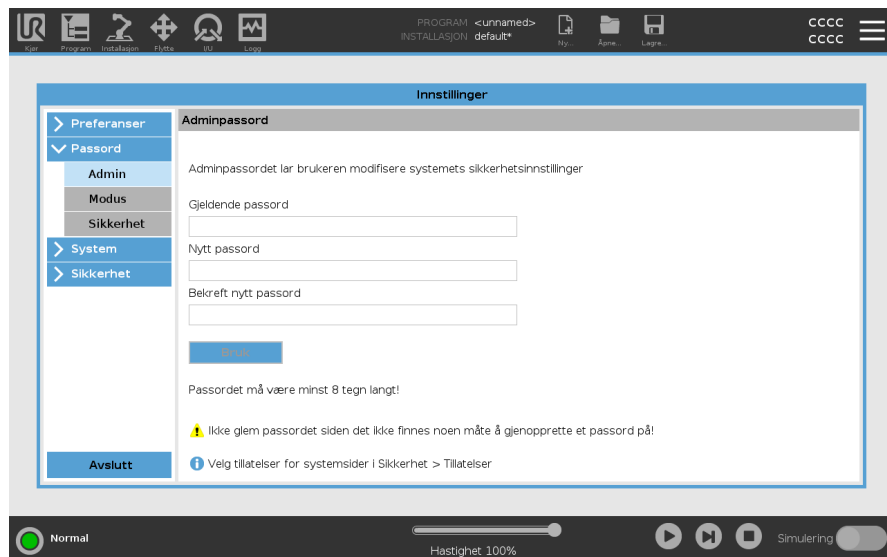 UR
PROGRAM <unnamed>
INSTALLASJON default*
CCCC
CCCC
Kjør Program Installasjon Flytte I/U Logg Ny... Åpne... Lagre...
Innstillinger
Preferanser
Passord
Admin
Modus
Sikkerhet
System
Sikkerhet
Avslutt
Adminpassord
Adminpassordet lar brukeren modifisere systemets sikkerhetsinnstillinger
Gjeldende passord
Nytt passord
Bekreft nytt passord
Bruk
Passordet må være minst 8 tegn langt!
Ikke glem passordet siden det ikke finnes noen måte å gjenopprette et passord på!
Velg tillatelser for systemsider i Sikkerhet > Tillatelser
Normal
Hastighet 100%
Simulering